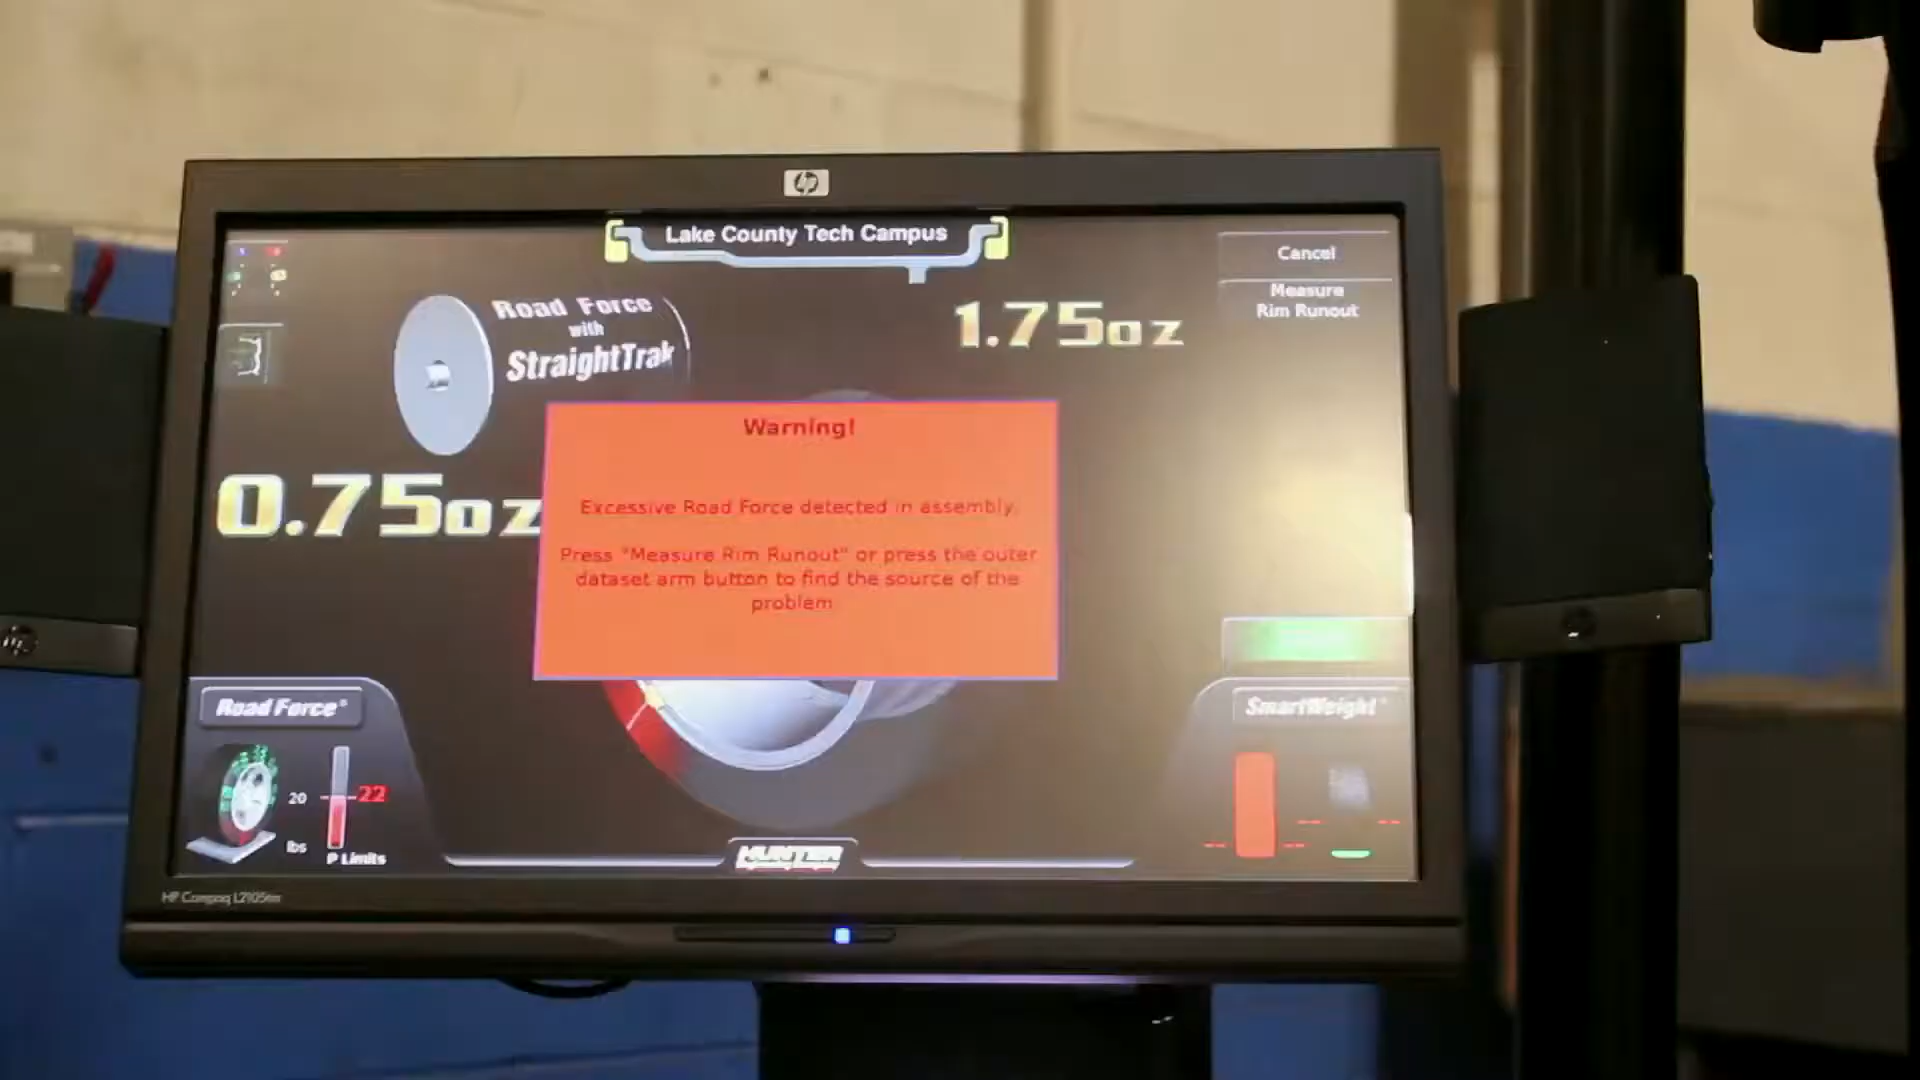 hp
Lake County Tech Campus
Cancel
Measure
Rim Runout
Road Force
with
StraightTrak
1.75oz
0.75oz
Warning!
Excessive Road Force detected in assembly.
Press "Measure Rim Runout" or press the outer
dataset arm button to find the source of the
problem
Road Force®
20
22
lbs
P Limits
SmartWeight®
HUNTER
HP Compaq L2105tm